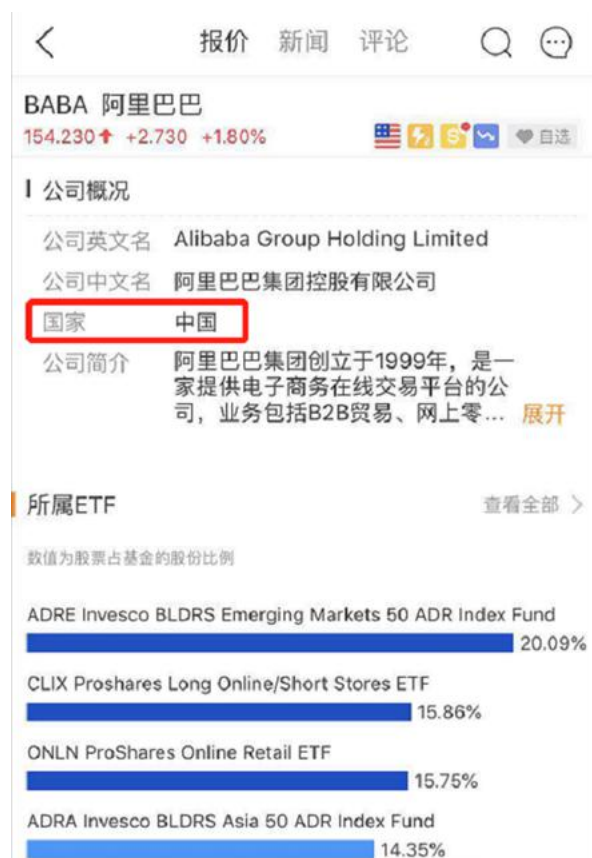 报价 新闻 评论
BABA 阿里巴巴
154.230 +2.730 +1.80%
自选
公司概况
公司英文名 Alibaba Group Holding Limited
公司中文名 阿里巴巴集团控股有限公司
国家 中国
公司简介 阿里巴巴集团创立于1999年，是一
家提供电子商务在线交易平台的公
司，业务包括B2B贸易、网上零... 展开
所属ETF 查看全部
数值为股票占基金的股份比例
ADRE Invesco BLDRS Emerging Markets 50 ADR Index Fund
20.09%
CLIX Proshares Long Online/Short Stores ETF
15.86%
ONLN ProShares Online Retail ETF
15.75%
ADRA Invesco BLDRS Asia 50 ADR Index Fund
14.35%